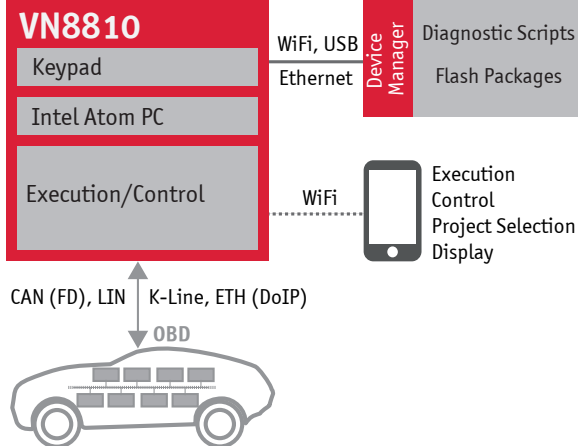 VN8810
Keypad
Intel Atom PC
Execution/Control
WiFi, USB
Ethernet
Device
Manager
Diagnostic Scripts
Flash Packages
WiFi
Execution
Control
Project Selection
Display
CAN (FD), LIN
K-Line, ETH (DoIP)
OBD